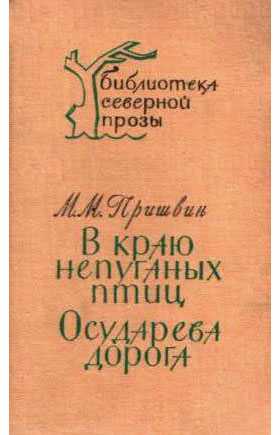 библиотека
северной
прозы
М.М. Пришвин
В краю
непуганых
птиц
Осударева
дорога